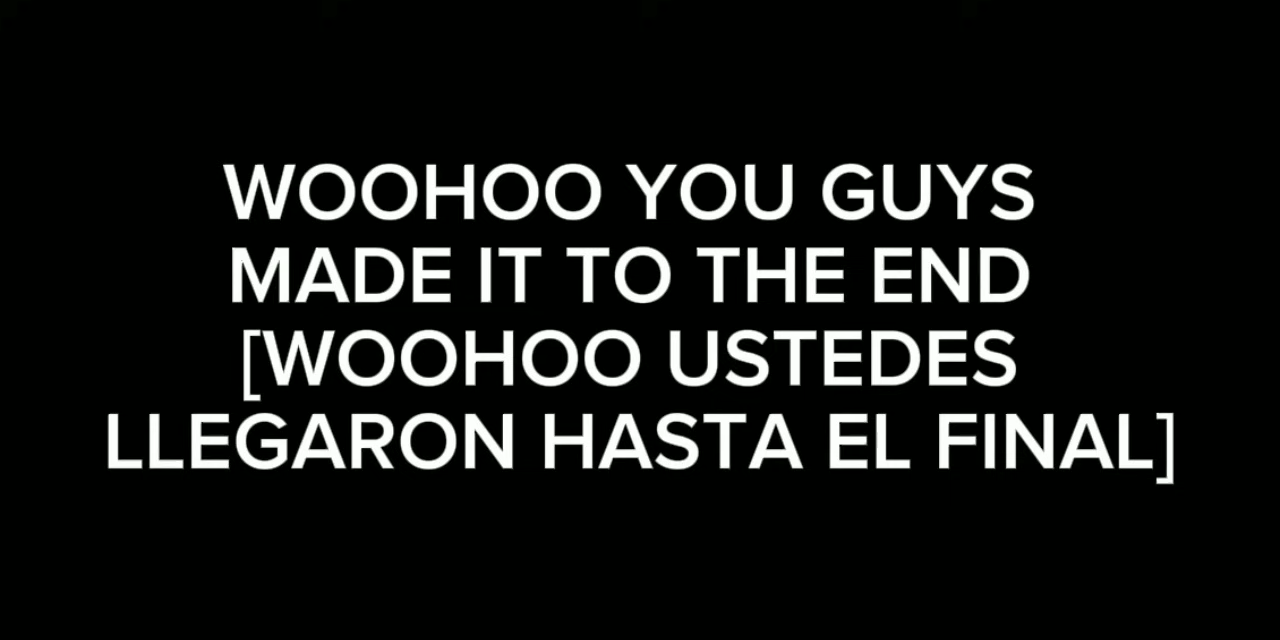 WOOHOO YOU GUYS
MADE IT TO THE END
[WOOHOO USTEDES
LLEGARON HASTA EL FINAL]